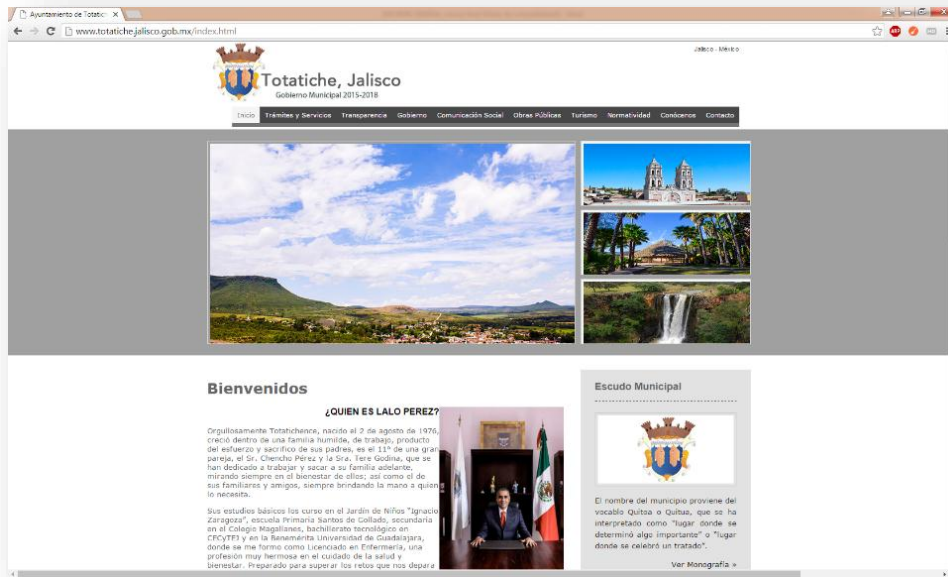 Ayuntamiento de Totatic
www.totatiche.jalisco.gob.mx/index.html
Jalisco - México
Totatiche, Jalisco
Gobierno Municipal 2015-2018
Inicio Trámites y Servicios Transparencia Gobierno Comunicación Social Obras Públicas Turismo Normatividad Conócenos Contacto
Bienvenidos
¿QUIEN ES LALO PEREZ?
Orgullosamente Totatichence, nacido el 2 de agosto de 1976,
creció dentro de una familia humilde, de trabajo, producto
del esfuerzo y sacrifico de sus padres, es el 11° de una gran
pareja, el Sr. Chencho Pérez y la Sra. Tere Godina, que se
han dedicado a trabajar y sacar a su familia adelante,
mirando siempre en el bienestar de elles; así como el de
sus familiares y amigos, siempre brindando la mano a quien
lo necesita.
Sus estudios básicos los curso en el Jardín de Niños "Ignacio
Zaragoza", escuela Primaria Santos de Collado, secundaria
en el Colegio Magallanes, bachillerato tecnológico en
CECyTEJ y en la Benemérita Universidad de Guadalajara,
donde se me formo como Licenciado en Enfermería, una
profesión muy hermosa en el cuidado de la salud y
bienestar. Preparado para superar los retos que nos depara
Escudo Municipal
El nombre del municipio proviene del
vocablo Quitoa o Quitua, que se ha
interpretado como "lugar donde se
determinó algo importante" o "lugar
donde se celebró un tratado".
Ver Monografía »